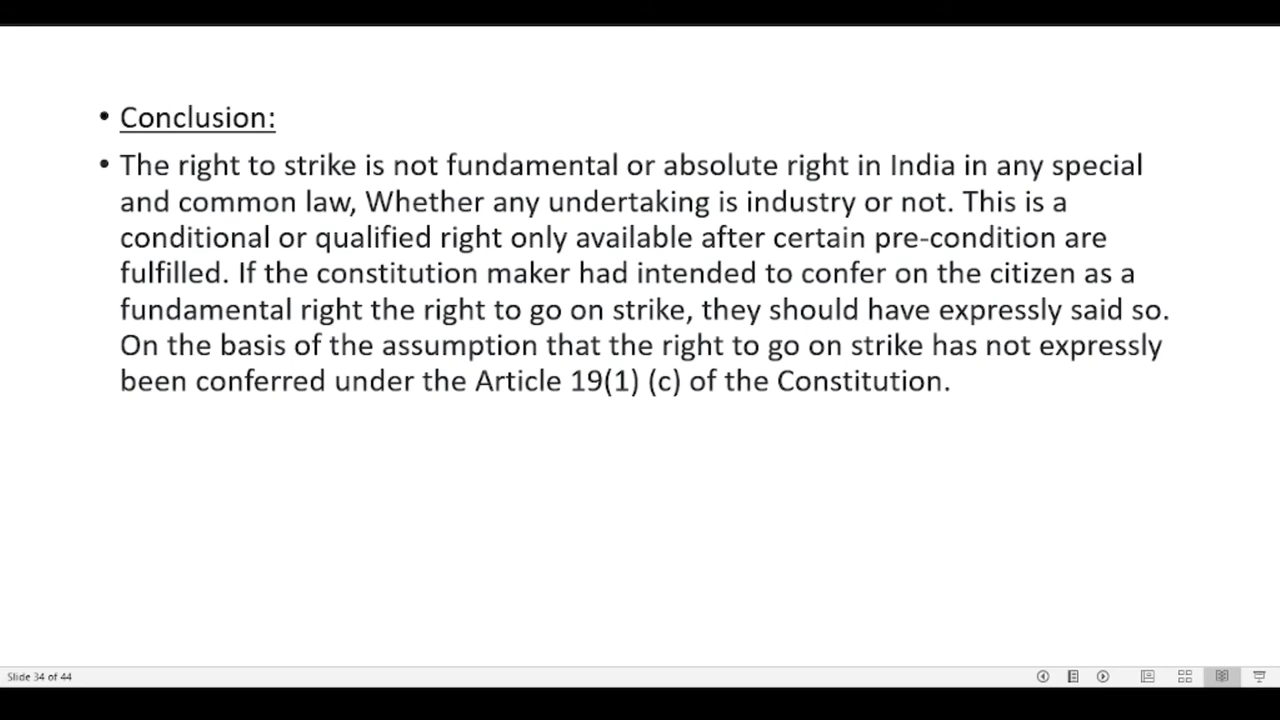 • Conclusion:
• The right to strike is not fundamental or absolute right in India in any special
and common law, Whether any undertaking is industry or not. This is a
conditional or qualified right only available after certain pre-condition are
fulfilled. If the constitution maker had intended to confer on the citizen as a
fundamental right the right to go on strike, they should have expressly said so.
On the basis of the assumption that the right to go on strike has not expressly
been conferred under the Article 19(1) (c) of the Constitution.
Slide 34 of 44